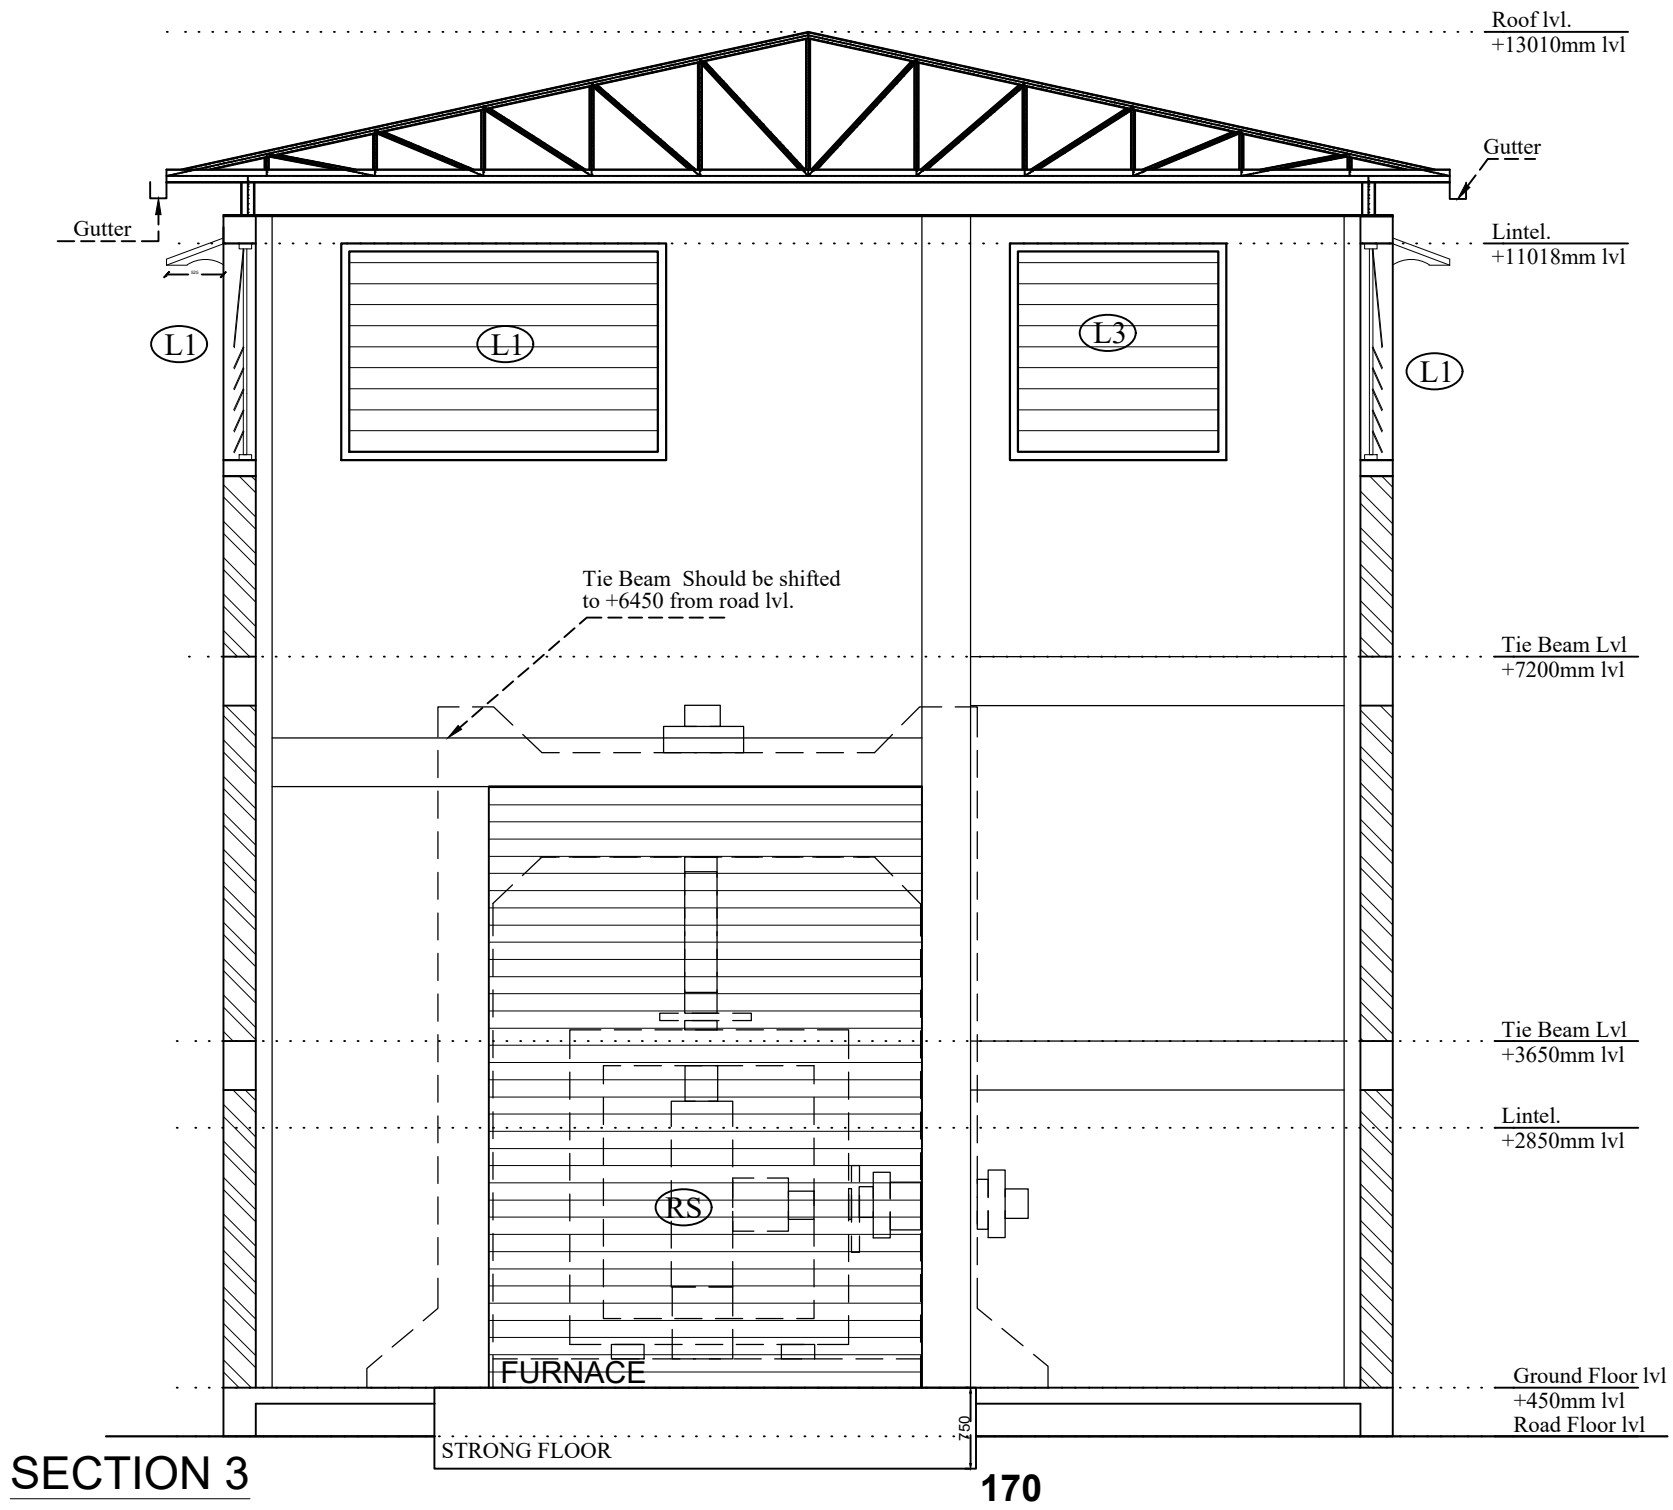 Roof lvl.
+13010mm lvl
Gutter
Gutter
Lintel.
+11018mm lvl
L1
L1
L3
L1
Tie Beam Should be shifted
to +6450 from road lvl.
Tie Beam Lvl
+7200mm lvl
Tie Beam Lvl
+3650mm lvl
Lintel.
+2850mm lvl
RS
FURNACE
Ground Floor lvl
+450mm lvl
Road Floor lvl
750
STRONG FLOOR
SECTION 3
170